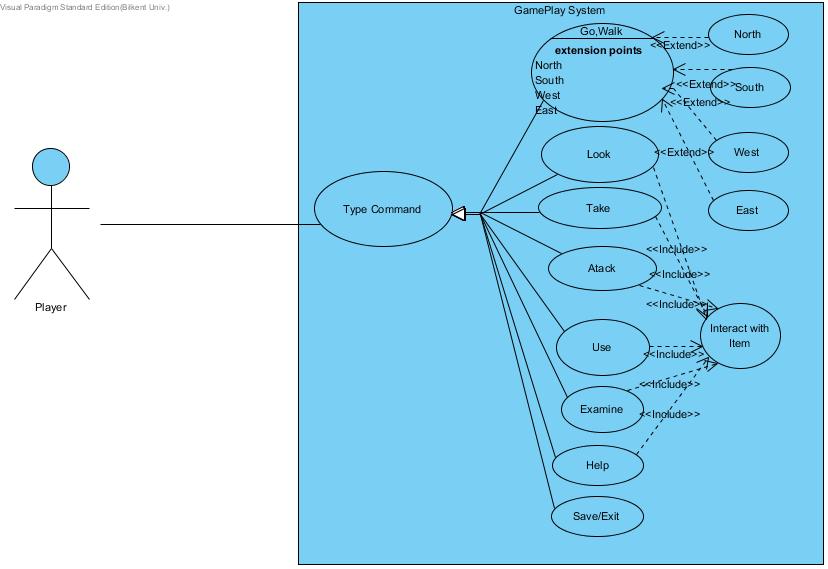 Visual Paradigm Standard Edition(Bilkent Univ.)
GamePlay System
Go,Walk
extension points
North
South
West
East
North
<<Extend>>
South
<<Extend>>
<<Extend>>
West
<<Extend>>
East
Look
Type Command
Take
<<Include>>
Atack
<<Include>>
<<Include>>
Player
Interact with
Item
Use
<<Include>>
<<Include>>
Examine
<<Include>>
Help
Save/Exit